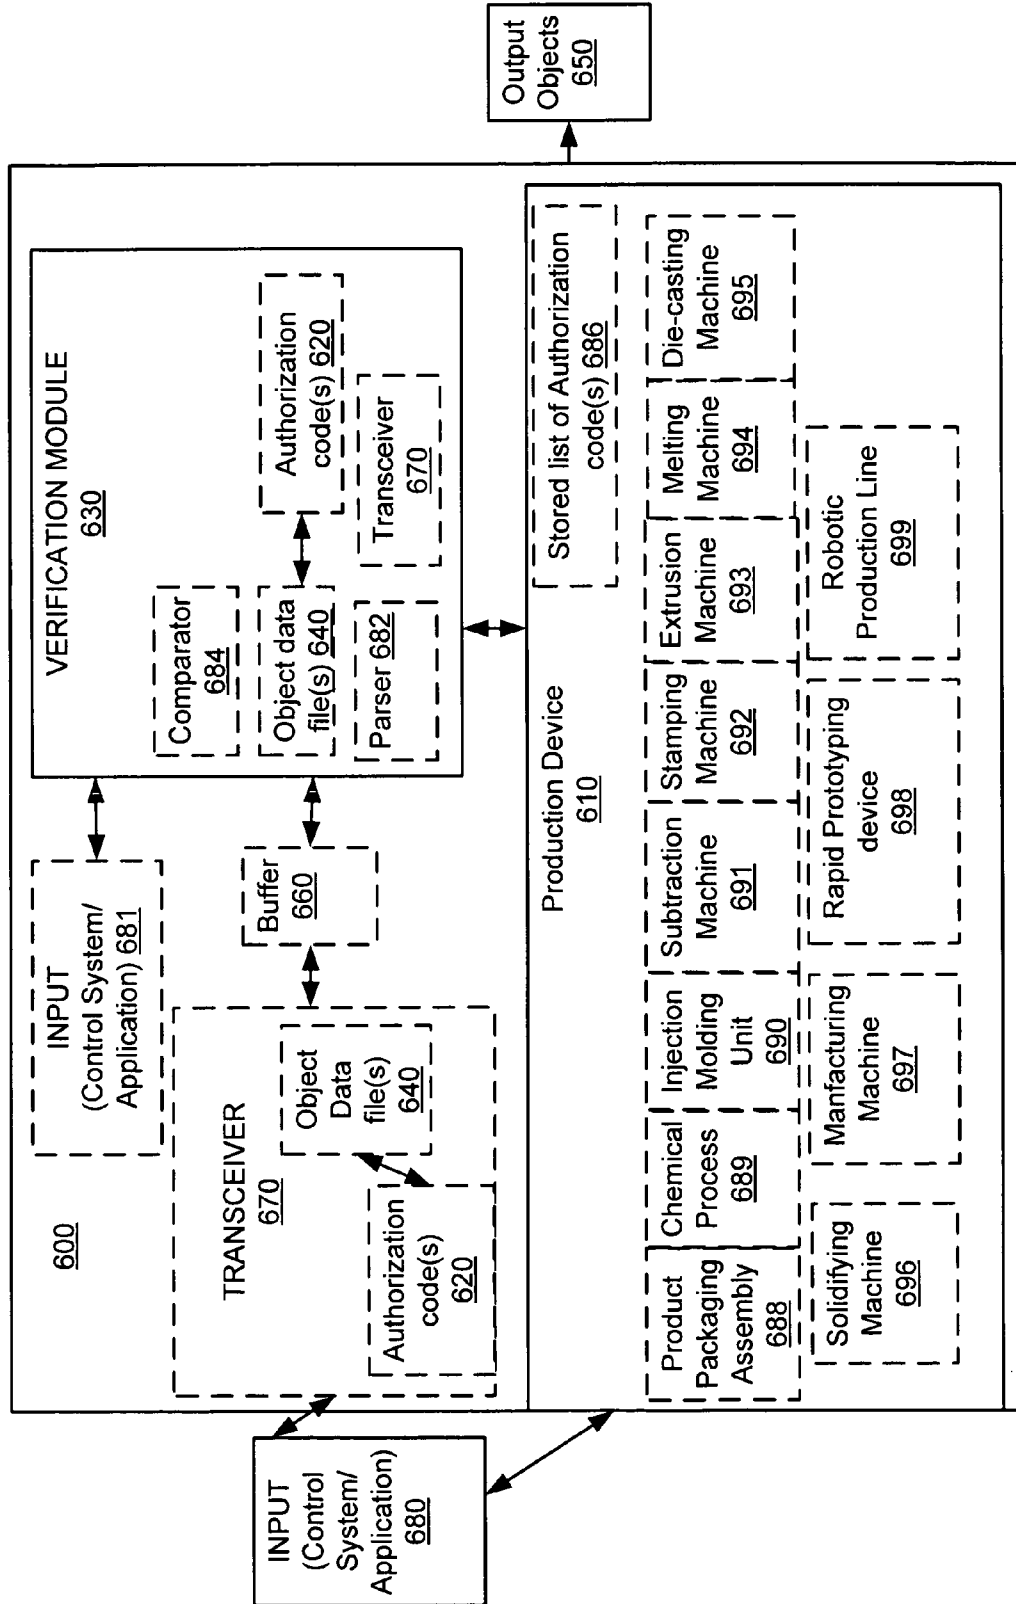 INPUT
(Control
System/
Application)
680
600
INPUT
(Control System/
Application) 681
TRANSCEIVER
670
Authorization
code(s)
620
Object
Data
file(s)
640
Buffer
660
VERIFICATION MODULE
630
Comparator
684
Object data
file(s) 640
Parser 682
Authorization
code(s) 620
Transceiver
670
Output
Objects
650
Production Device
610
Stored list of Authorization
code(s) 686
Product
Packaging
Assembly
688
Chemical
Process
689
Injection
Molding
Unit
690
Subtraction
Machine
691
Stamping
Machine
692
Extrusion
Machine
693
Melting
Machine
694
Die-casting
Machine
695
Solidifying
Machine
696
Manfacturing
Machine
697
Rapid Prototyping
device
698
Robotic
Production Line
699